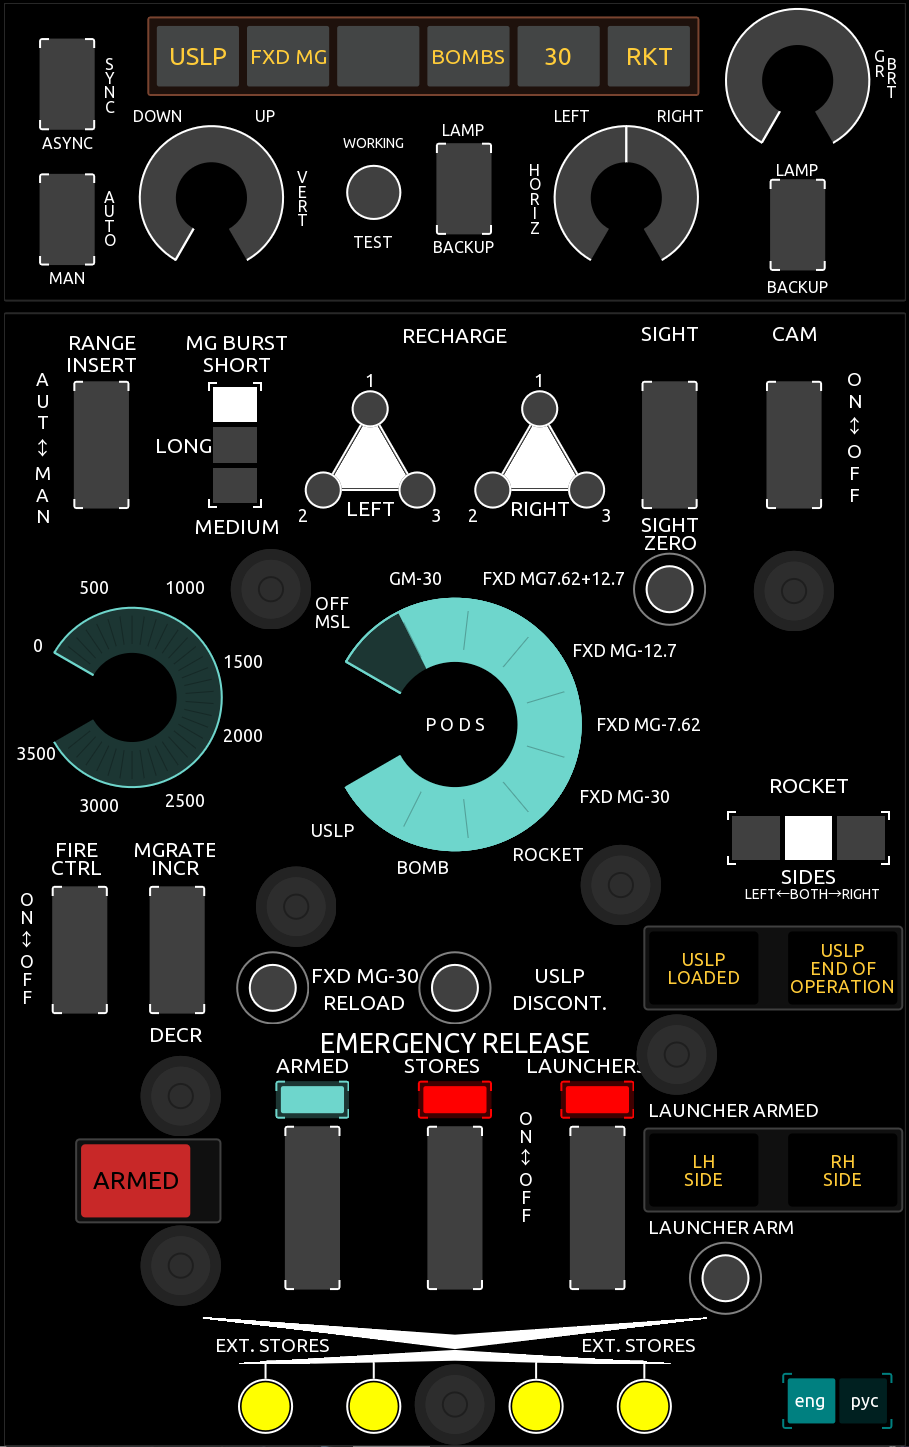 USLP FXD MG BOMBS 30 RKT
SYNC
ASYNC
DOWN UP
WORKING
LAMP
LEFT RIGHT
GR
BRT
AUTO
MAN
VERT
TEST
BACKUP
HORIZ
LAMP
BACKUP
RANGE
INSERT
MG BURST
SHORT
RECHARGE
SIGHT
CAM
AUT↕MAN
LONG
MEDIUM
1
LEFT
2 3
1
RIGHT
2 3
ON↕OFF
SIGHT
ZERO
0
500
1000
1500
2000
2500
3000
3500
OFF
MSL
GM-30
FXD MG7.62+12.7
FXD MG-12.7
FXD MG-7.62
FXD MG-30
ROCKET
BOMB
USLP
PODS
ROCKET
SIDES
LEFT←BOTH→RIGHT
FIRE
CTRL
MGRATE
INCR
ON↕OFF
DECR
FXD MG-30
RELOAD
USLP
DISCONT.
USLP
LOADED
USLP
END OF
OPERATION
EMERGENCY RELEASE
ARMED STORES LAUNCHERS
ON↕OFF
ARMED
LAUNCHER ARMED
LH
SIDE
RH
SIDE
LAUNCHER ARM
EXT. STORES EXT. STORES
eng рус